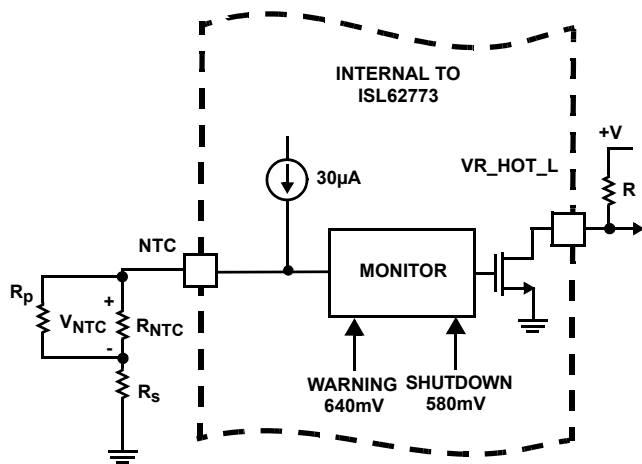 INTERNAL TO
ISL62773
+V
VR_HOT_L
30µA
R
NTC
MONITOR
Rp
+
VNTC
RNTC
-
Rs
WARNING
640mV
SHUTDOWN
580mV